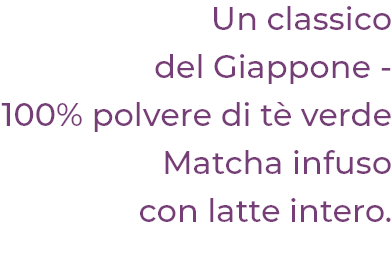 Un classico
del Giappone -
100% polvere di tè verde
Matcha infuso
con latte intero.